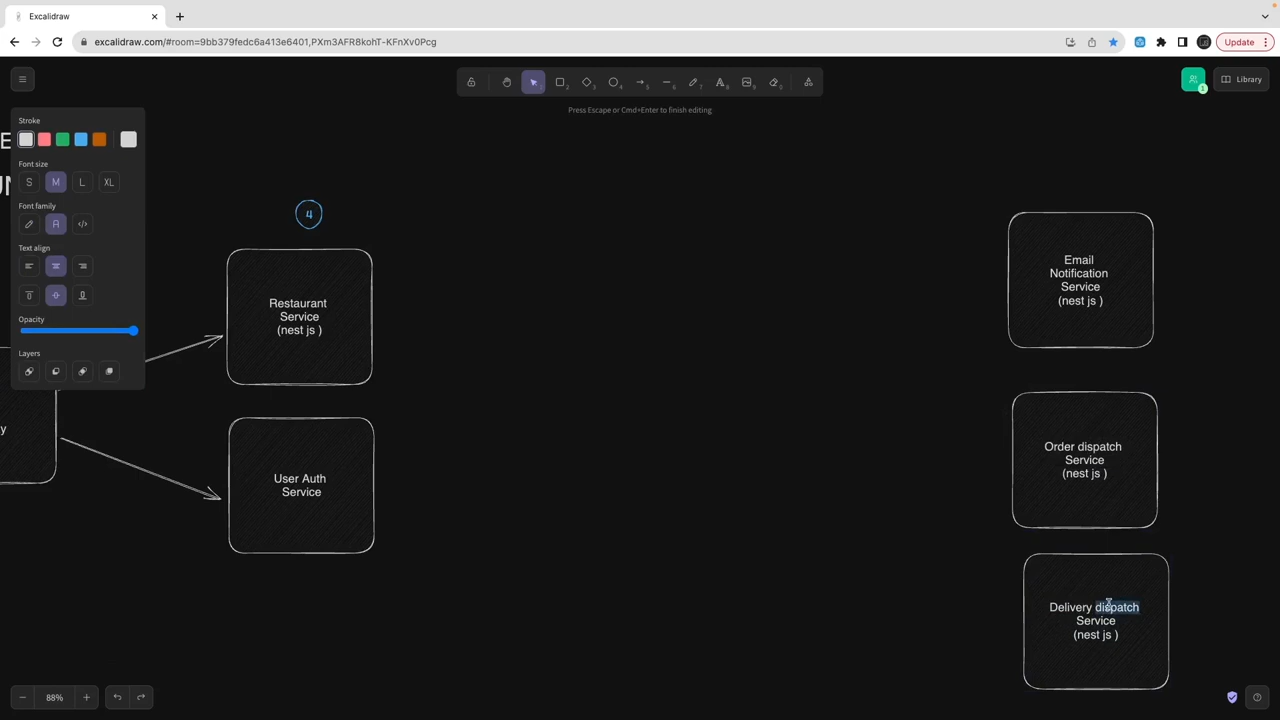 Excalidraw
excalidraw.com/#room=9bb379fedc6a413e6401,PXm3AFR8kohT-KFnXv0Pcg
Update
Library
1
Press Escape or Cmd+Enter to finish editing
Stroke
Font size
S M L XL
Font family
A </>
Text align
Opacity
Layers
4
Restaurant
Service
(nest js )
User Auth
Service
y
Email
Notification
Service
(nest js )
Order dispatch
Service
(nest js )
Delivery dispatch
Service
(nest js )
88%